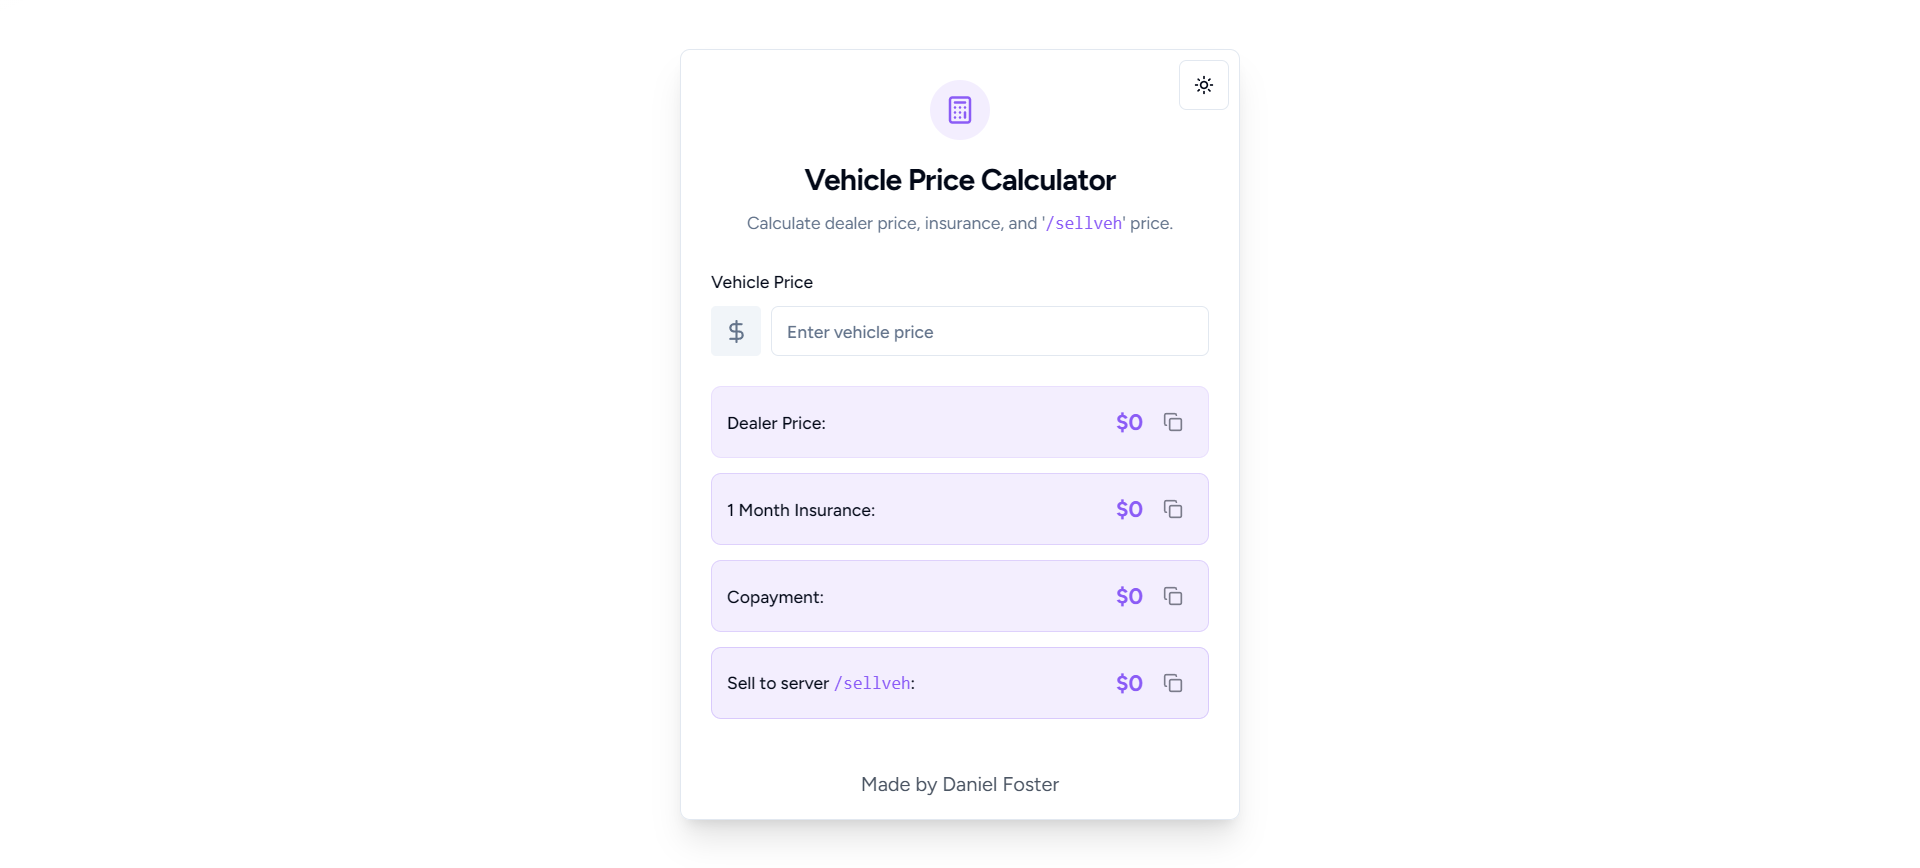 Vehicle Price Calculator
Calculate dealer price, insurance, and '/sellveh' price.
Vehicle Price
$ Enter vehicle price
Dealer Price: $0
1 Month Insurance: $0
Copayment: $0
Sell to server /sellveh: $0
Made by Daniel Foster